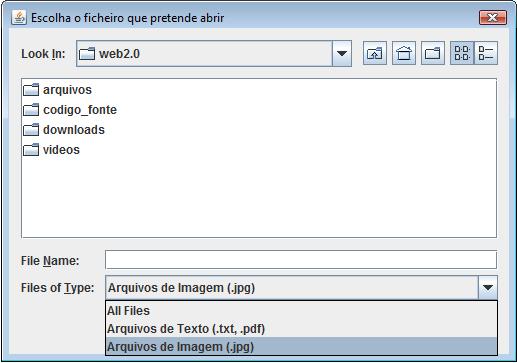 Escolha o ficheiro que pretende abrir
Look In: web2.0
arquivos
codigo_fonte
downloads
videos
File Name:
Files of Type: Arquivos de Imagem (.jpg)
All Files
Arquivos de Texto (.txt, .pdf)
Arquivos de Imagem (.jpg)